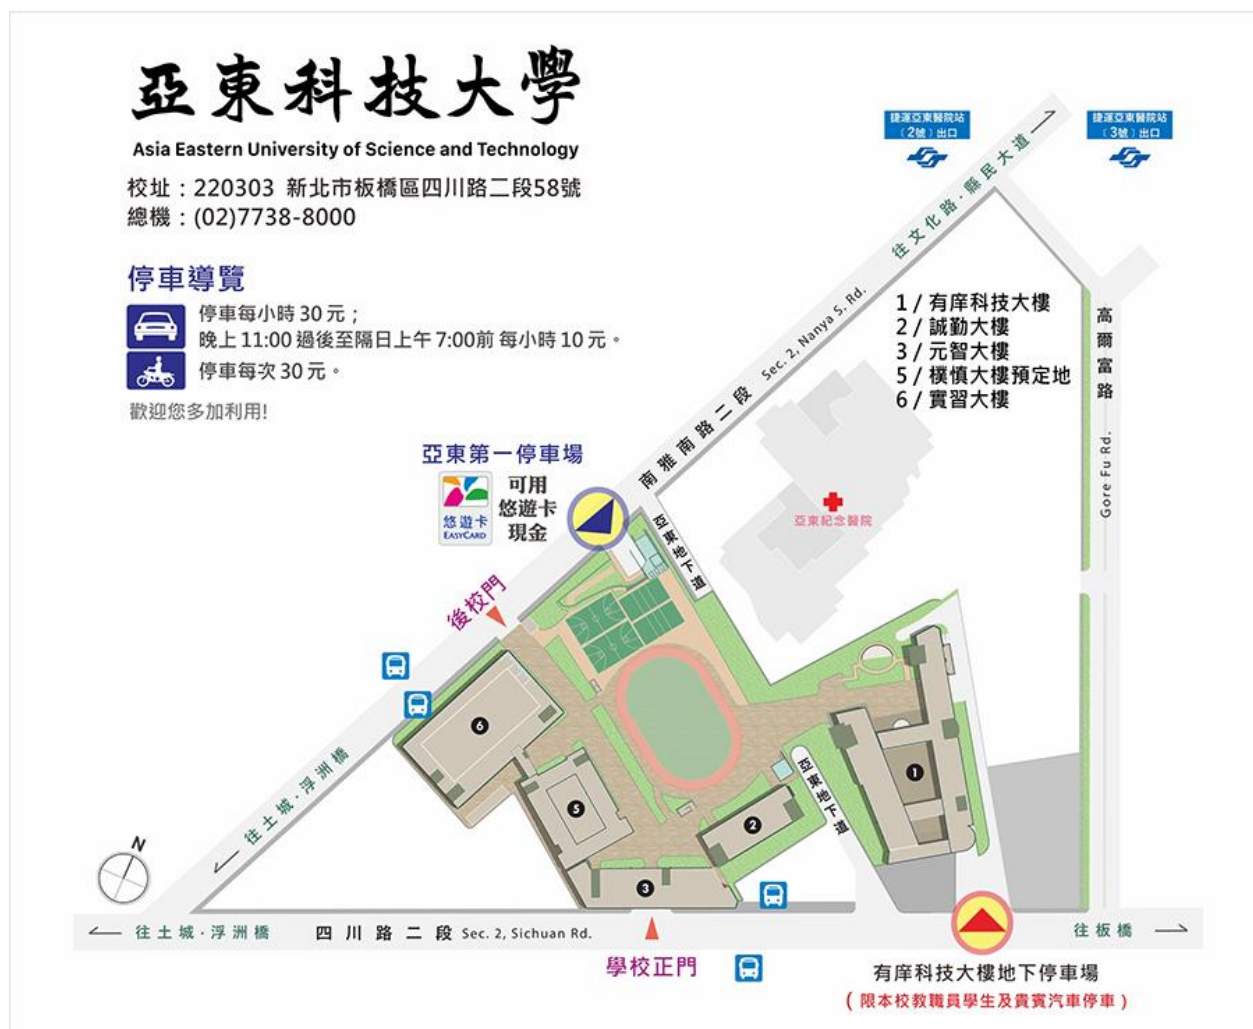 亞東科技大學
Asia Eastern University of Science and Technology
校址：220303 新北市板橋區四川路二段58號
總機：(02)7738-8000
停車導覽
停車每小時 30 元；
晚上 11:00 過後至隔日上午 7:00前 每小時 10 元。
停車每次 30 元。
歡迎您多加利用!
捷運亞東醫院站
（2號）出口
捷運亞東醫院站
（3號）出口
往文化路·縣民大道
Sec. 2, Nanya S. Rd.
南雅南路二段
1 / 有庠科技大樓
2 / 誠勤大樓
3 / 元智大樓
5 / 樸慎大樓預定地
6 / 實習大樓
高爾富路
Gore Fu Rd.
亞東第一停車場
悠遊卡
EASYCARD
可用
悠遊卡
現金
亞東地下道
亞東紀念醫院
後校門
6
5
3
2
1
亞東地下道
往土城·浮洲橋
N
往土城·浮洲橋
四川路二段 Sec. 2, Sichuan Rd.
往板橋
學校正門
有庠科技大樓地下停車場
（限本校教職員學生及貴賓汽車停車）